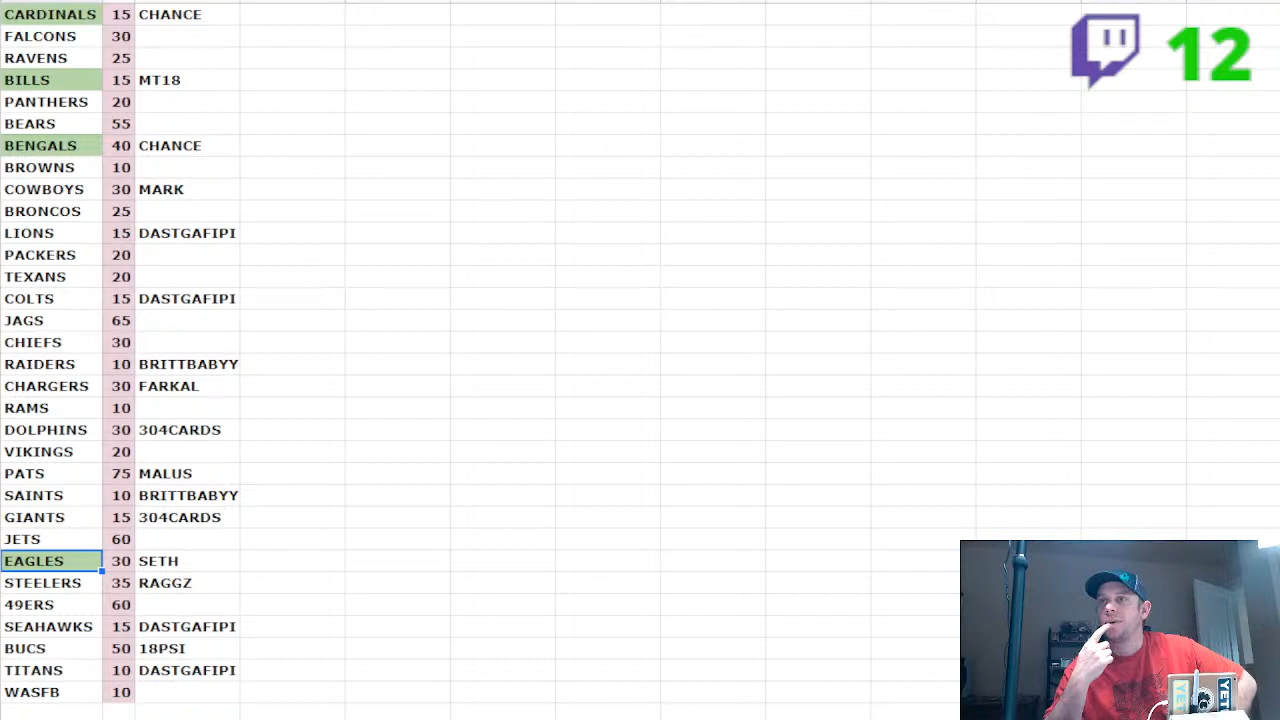 CARDINALS 15 CHANCE
FALCONS 30
RAVENS 25
BILLS 15 MT18
PANTHERS 20
BEARS 55
BENGALS 40 CHANCE
BROWNS 10
COWBOYS 30 MARK
BRONCOS 25
LIONS 15 DASTGAFIPI
PACKERS 20
TEXANS 20
COLTS 15 DASTGAFIPI
JAGS 65
CHIEFS 30
RAIDERS 10 BRITTBABYY
CHARGERS 30 FARKAL
RAMS 10
DOLPHINS 30 304CARDS
VIKINGS 20
PATS 75 MALUS
SAINTS 10 BRITTBABYY
GIANTS 15 304CARDS
JETS 60
EAGLES 30 SETH
STEELERS 35 RAGGZ
49ERS 60
SEAHAWKS 15 DASTGAFIPI
BUCS 50 18PSI
TITANS 10 DASTGAFIPI
WASFB 10
12
YETI
YETI